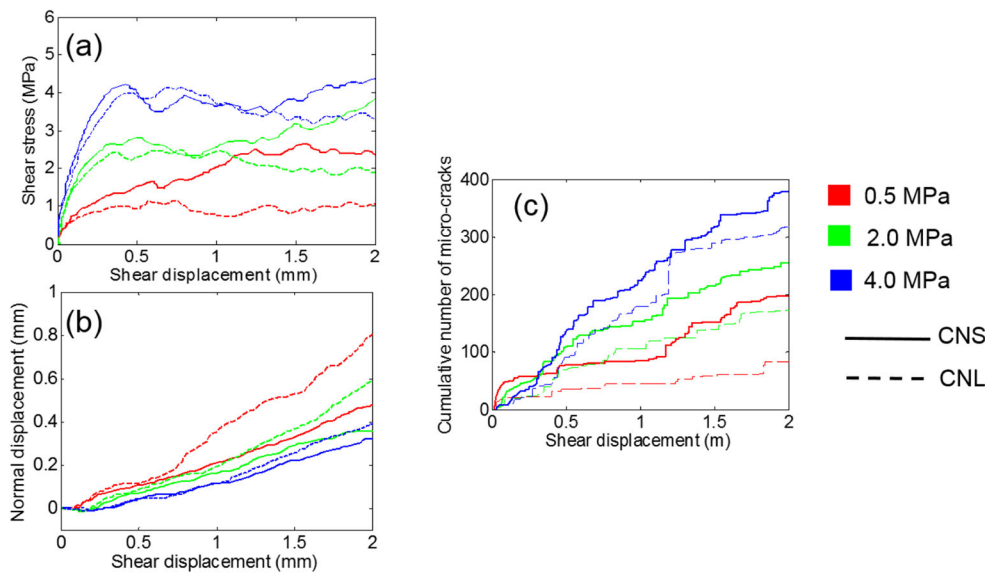 (a)
Shear stress (MPa)
6
5
4
3
2
1
0
0 0.5 1 1.5 2
Shear displacement (mm)
(b)
Normal displacement (mm)
1
0.8
0.6
0.4
0.2
0
0 0.5 1 1.5 2
Shear displacement (mm)
(c)
Cumulative number of micro-cracks
400
300
200
100
0
0 0.5 1 1.5 2
Shear displacement (m)
0.5 MPa
2.0 MPa
4.0 MPa
CNS
CNL